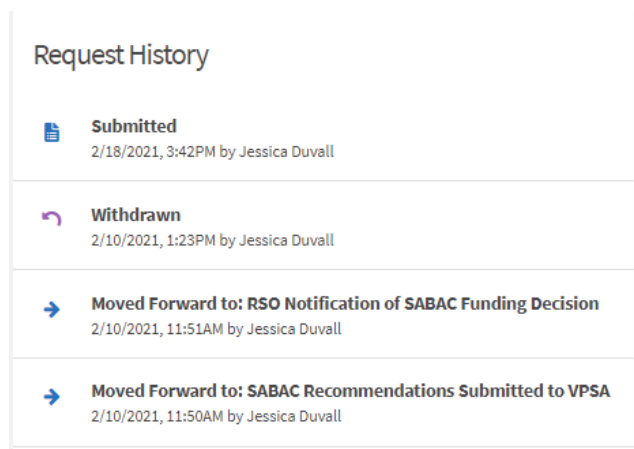 Request History
Submitted
2/18/2021, 3:42PM by Jessica Duvall
Withdrawn
2/10/2021, 1:23PM by Jessica Duvall
Moved Forward to: RSO Notification of SABAC Funding Decision
2/10/2021, 11:51AM by Jessica Duvall
Moved Forward to: SABAC Recommendations Submitted to VPSA
2/10/2021, 11:50AM by Jessica Duvall